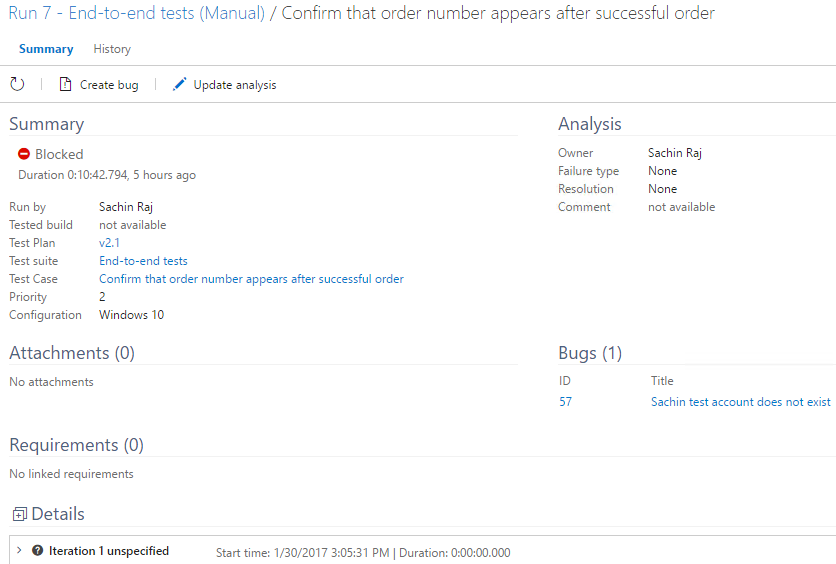 Run 7 - End-to-end tests (Manual) / Confirm that order number appears after successful order
Summary History
Create bug Update analysis
Summary
Blocked
Duration 0:10:42.794, 5 hours ago
Run by Sachin Raj
Tested build not available
Test Plan v2.1
Test suite End-to-end tests
Test Case Confirm that order number appears after successful order
Priority 2
Configuration Windows 10
Analysis
Owner Sachin Raj
Failure type None
Resolution None
Comment not available
Attachments (0)
No attachments
Bugs (1)
ID Title
57 Sachin test account does not exist
Requirements (0)
No linked requirements
Details
Iteration 1 unspecified Start time: 1/30/2017 3:05:31 PM | Duration: 0:00:00.000